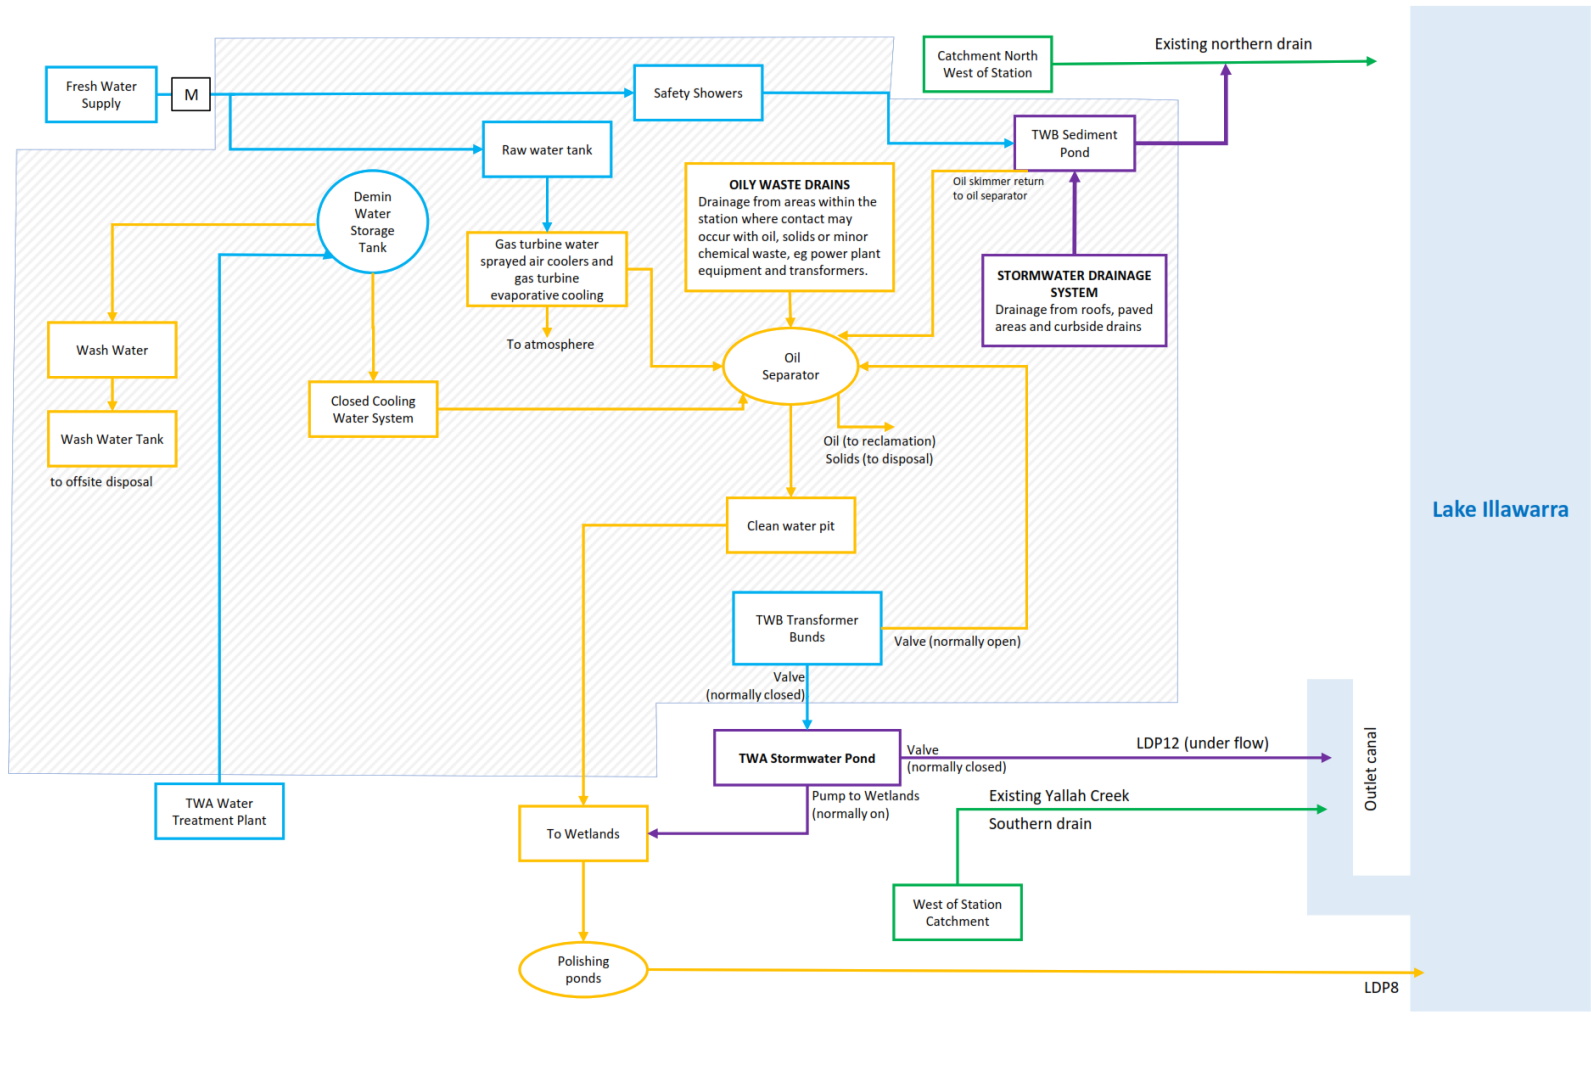 Existing northern drain
Catchment North
West of Station
Fresh Water
Supply
M
Safety Showers
Raw water tank
TWB Sediment
Pond
Oil skimmer return
to oil separator
OILY WASTE DRAINS
Drainage from areas within the
station where contact may
occur with oil, solids or minor
chemical waste, eg power plant
equipment and transformers.
Demin
Water
Storage
Tank
Gas turbine water
sprayed air coolers and
gas turbine
evaporative cooling
To atmosphere
STORMWATER DRAINAGE
SYSTEM
Drainage from roofs, paved
areas and curbside drains
Wash Water
Oil
Separator
Closed Cooling
Water System
Wash Water Tank
to offsite disposal
Oil (to reclamation)
Solids (to disposal)
Clean water pit
Lake Illawarra
TWB Transformer
Bunds
Valve (normally open)
Valve
(normally closed)
TWA Stormwater Pond
Valve
(normally closed)
LDP12 (under flow)
Outlet canal
Pump to Wetlands
(normally on)
Existing Yallah Creek
Southern drain
TWA Water
Treatment Plant
To Wetlands
West of Station
Catchment
Polishing
ponds
LDP8